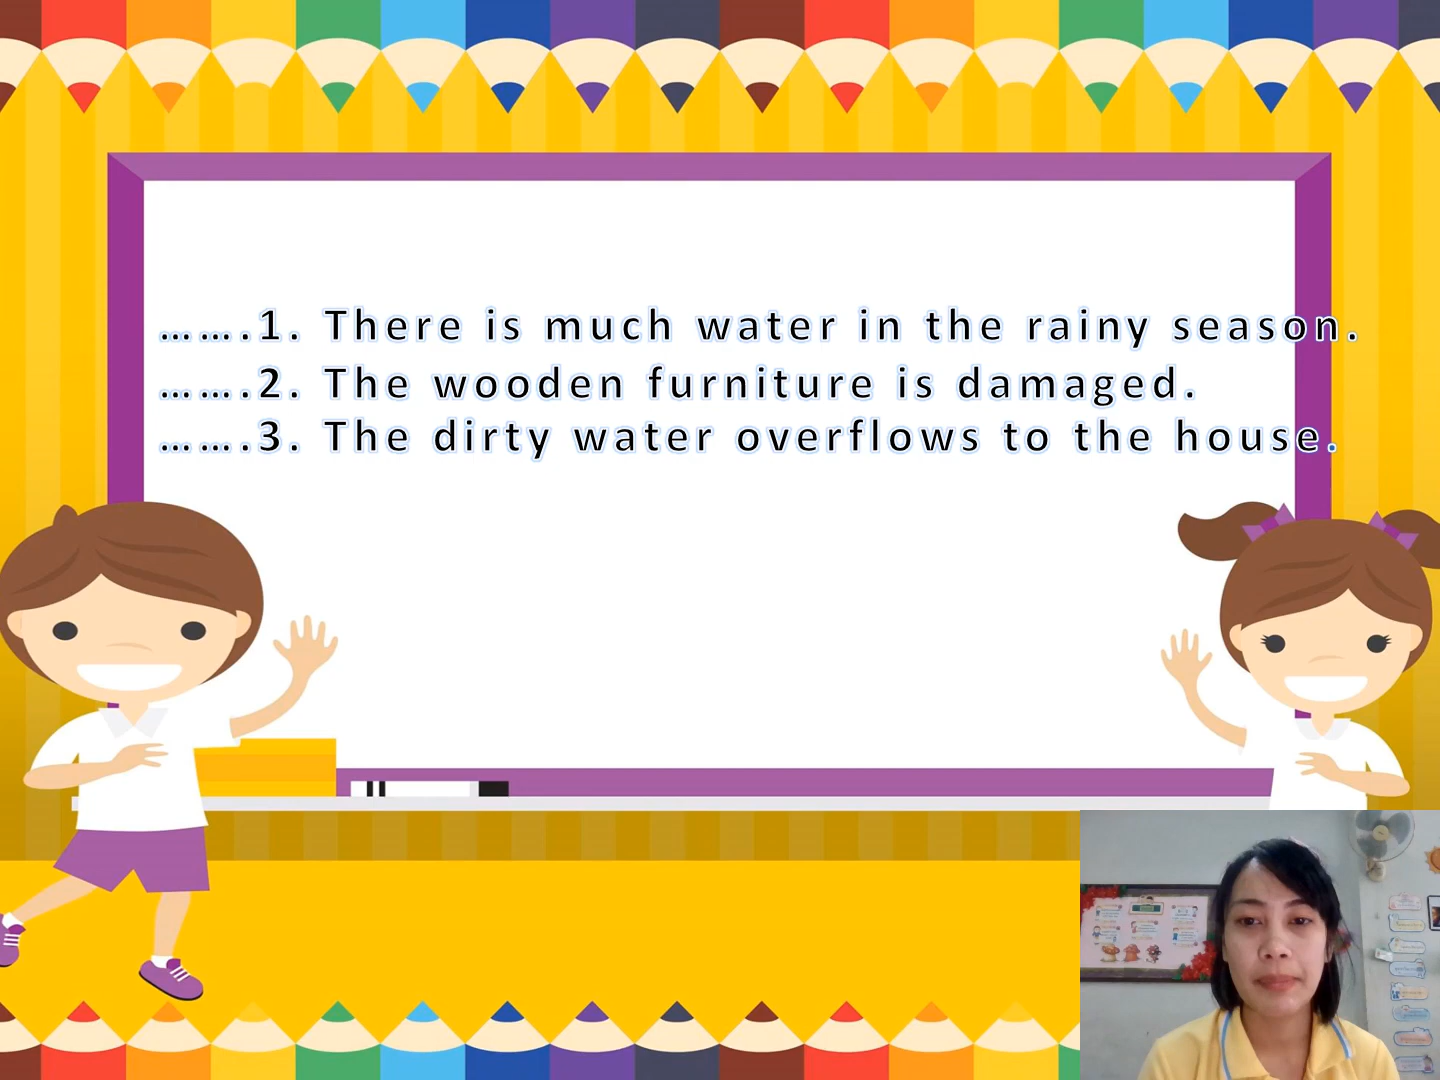 …….1. There is much water in the rainy season.
…….2. The wooden furniture is damaged.
…….3. The dirty water overflows to the house.